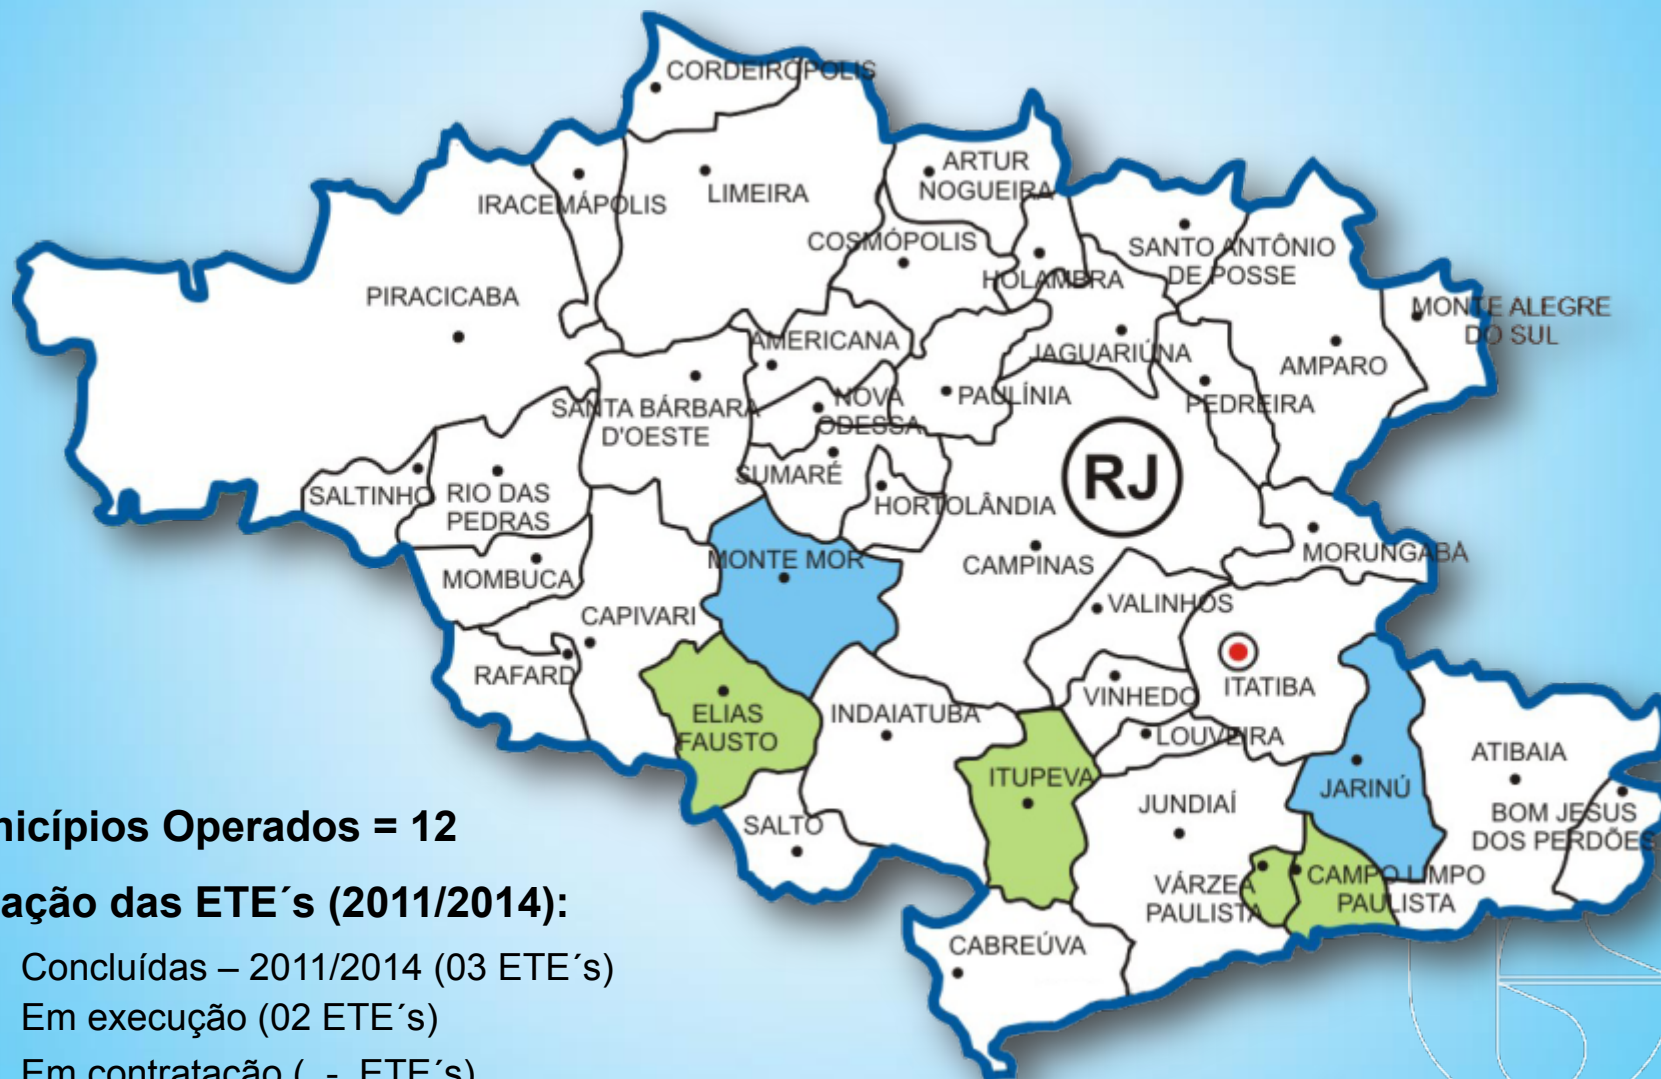 CORDEIRÓPOLIS
ARTUR
NOGUEIRA
IRACEMÁPOLIS
LIMEIRA
COSMÓPOLIS
HOLAMBRA
SANTO ANTÔNIO
DE POSSE
PIRACICABA
MONTE ALEGRE
DO SUL
AMERICANA
JAGUARIÚNA
AMPARO
PAULÍNIA
NOVA
ODESSA
PEDREIRA
SANTA BÁRBARA
D'OESTE
SUMARÉ
RJ
SALTINHO
RIO DAS
PEDRAS
HORTOLÂNDIA
MONTE MOR
CAMPINAS
MORUNGABA
MOMBUCA
VALINHOS
CAPIVARI
RAFARD
VINHEDO
ITATIBA
ELIAS
FAUSTO
INDAIATUBA
LOUVEIRA
ATIBAIA
ITUPEVA
JARINÚ
JUNDIAÍ
BOM JESUS
DOS PERDÕES
SALTO
VÁRZEA
PAULISTA
CAMPO LIMPO
PAULISTA
CABREÚVA
nicípios Operados = 12
ação das ETE´s (2011/2014):
Concluídas – 2011/2014 (03 ETE´s)
Em execução (02 ETE´s)
Em contratação ( - ETE´s)